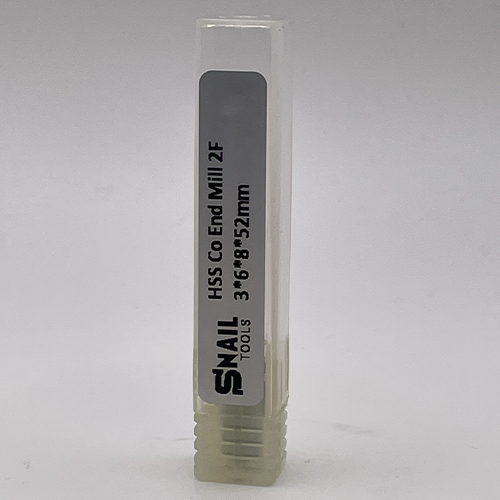 SNAIL
TOOLS
HSS Co End Mill 2F
3*6*8*52mm